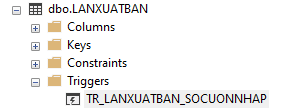 dbo.LANXUATBAN
Columns
Keys
Constraints
Triggers
TR_LANXUATBAN_SOCUONNHAP